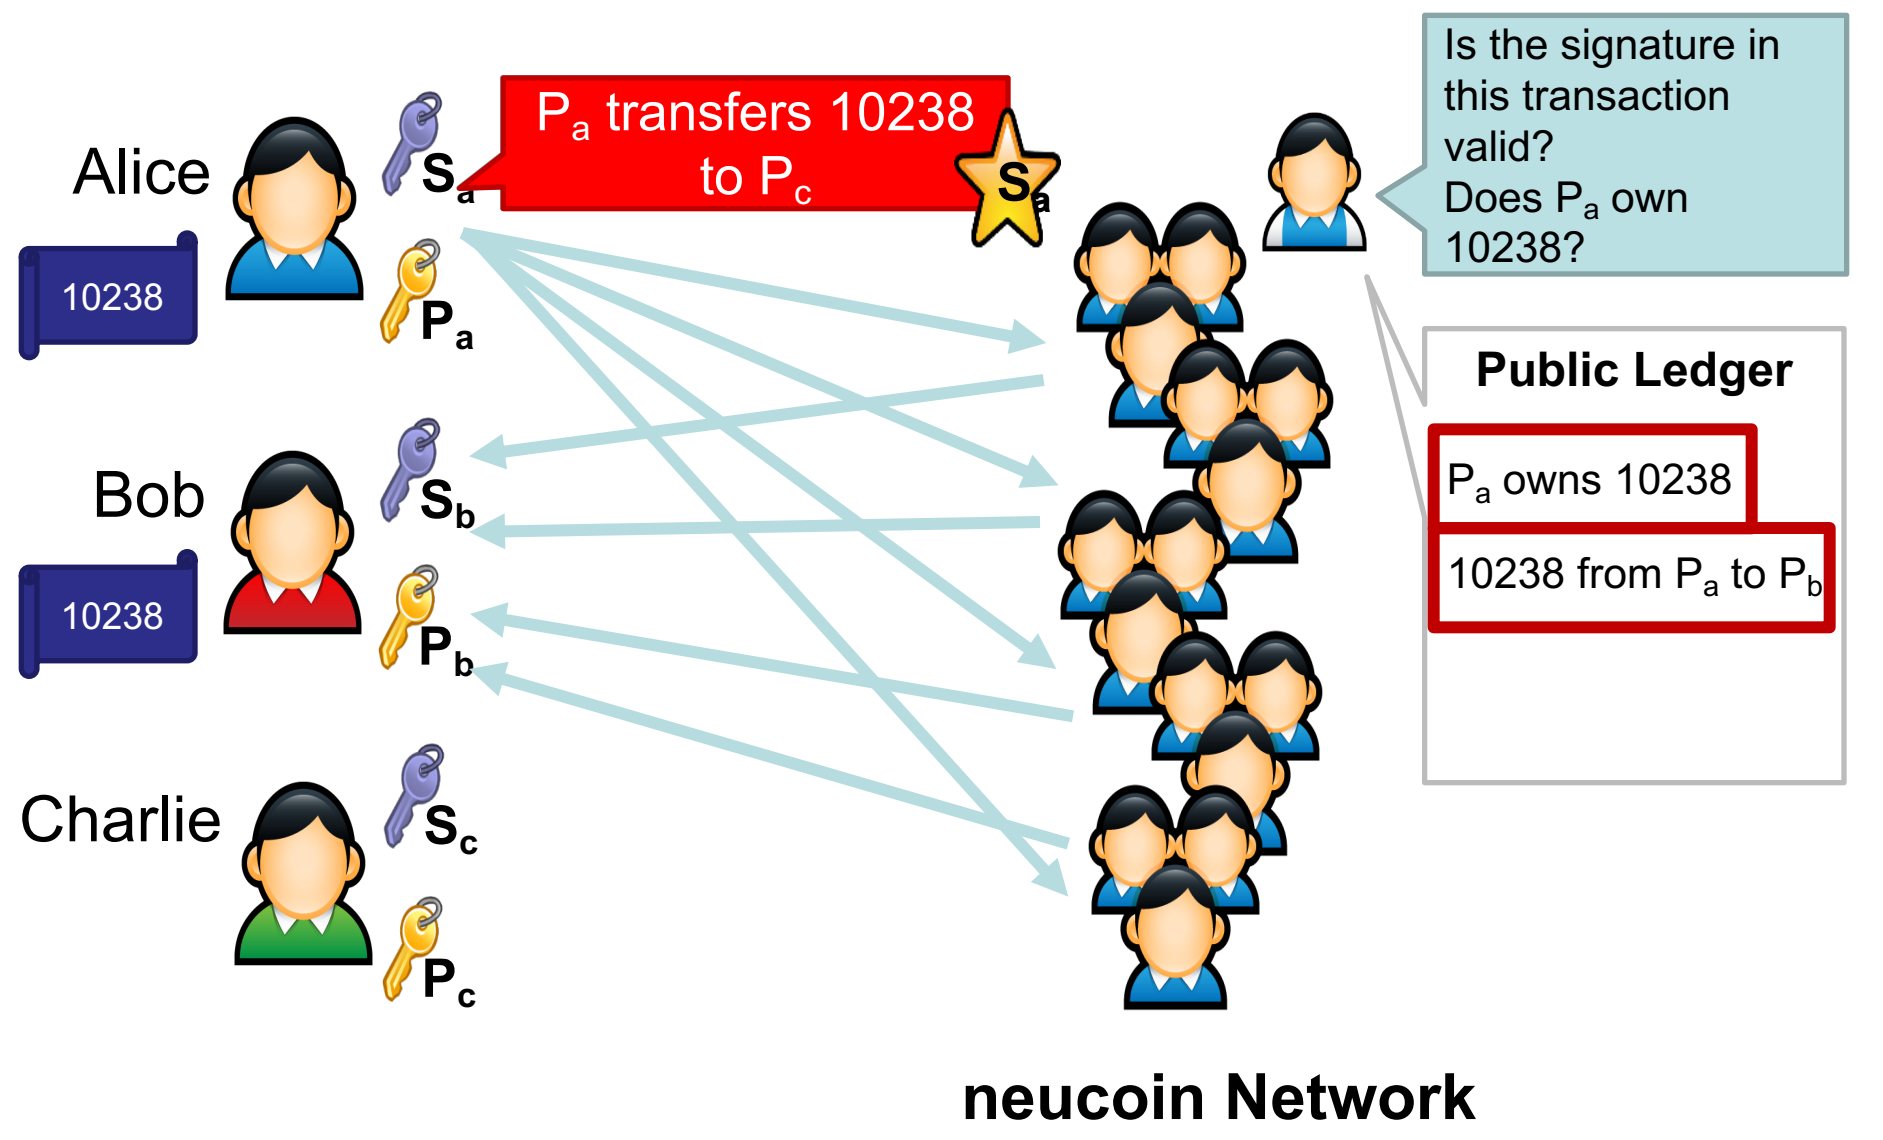 Alice
10238
Sa
Pa
Pa transfers 10238
to Pc
Sa
Is the signature in
this transaction
valid?
Does Pa own
10238?
Public Ledger
Pa owns 10238
10238 from Pa to Pb
Bob
10238
Sb
Pb
Charlie
Sc
Pc
neucoin Network